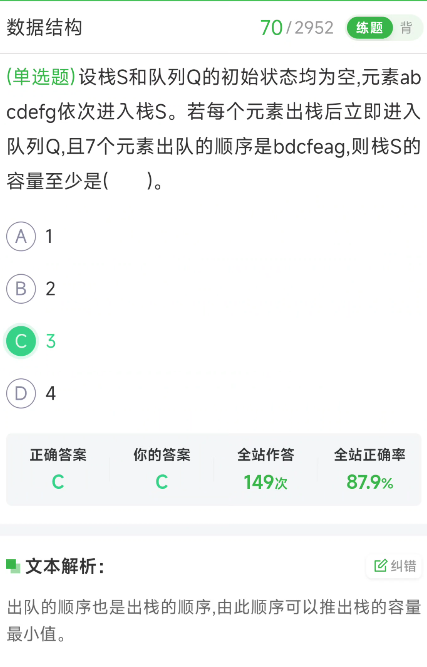 数据结构 70/2952 练题 背
(单选题)设栈S和队列Q的初始状态均为空,元素ab
cdefg依次进入栈S。若每个元素出栈后立即进入
队列Q,且7个元素出队的顺序是bdcfeag,则栈S的
容量至少是(　　)。
A 1
B 2
C 3
D 4
正确答案 你的答案 全站作答 全站正确率
C C 149次 87.9%
文本解析: 纠错
出队的顺序也是出栈的顺序,由此顺序可以推出栈的容量
最小值。